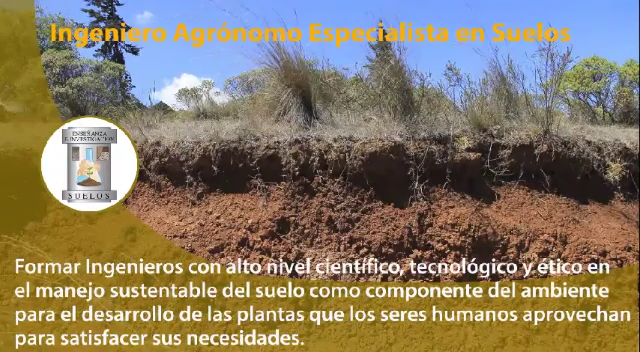 Ingeniero Agrónomo Especialista en Suelos
ENSEÑANZA
E INVESTIGACIÓN
SUELOS
Formar Ingenieros con alto nivel científico, tecnológico y ético en
el manejo sustentable del suelo como componente del ambiente
para el desarrollo de las plantas que los seres humanos aprovechan
para satisfacer sus necesidades.